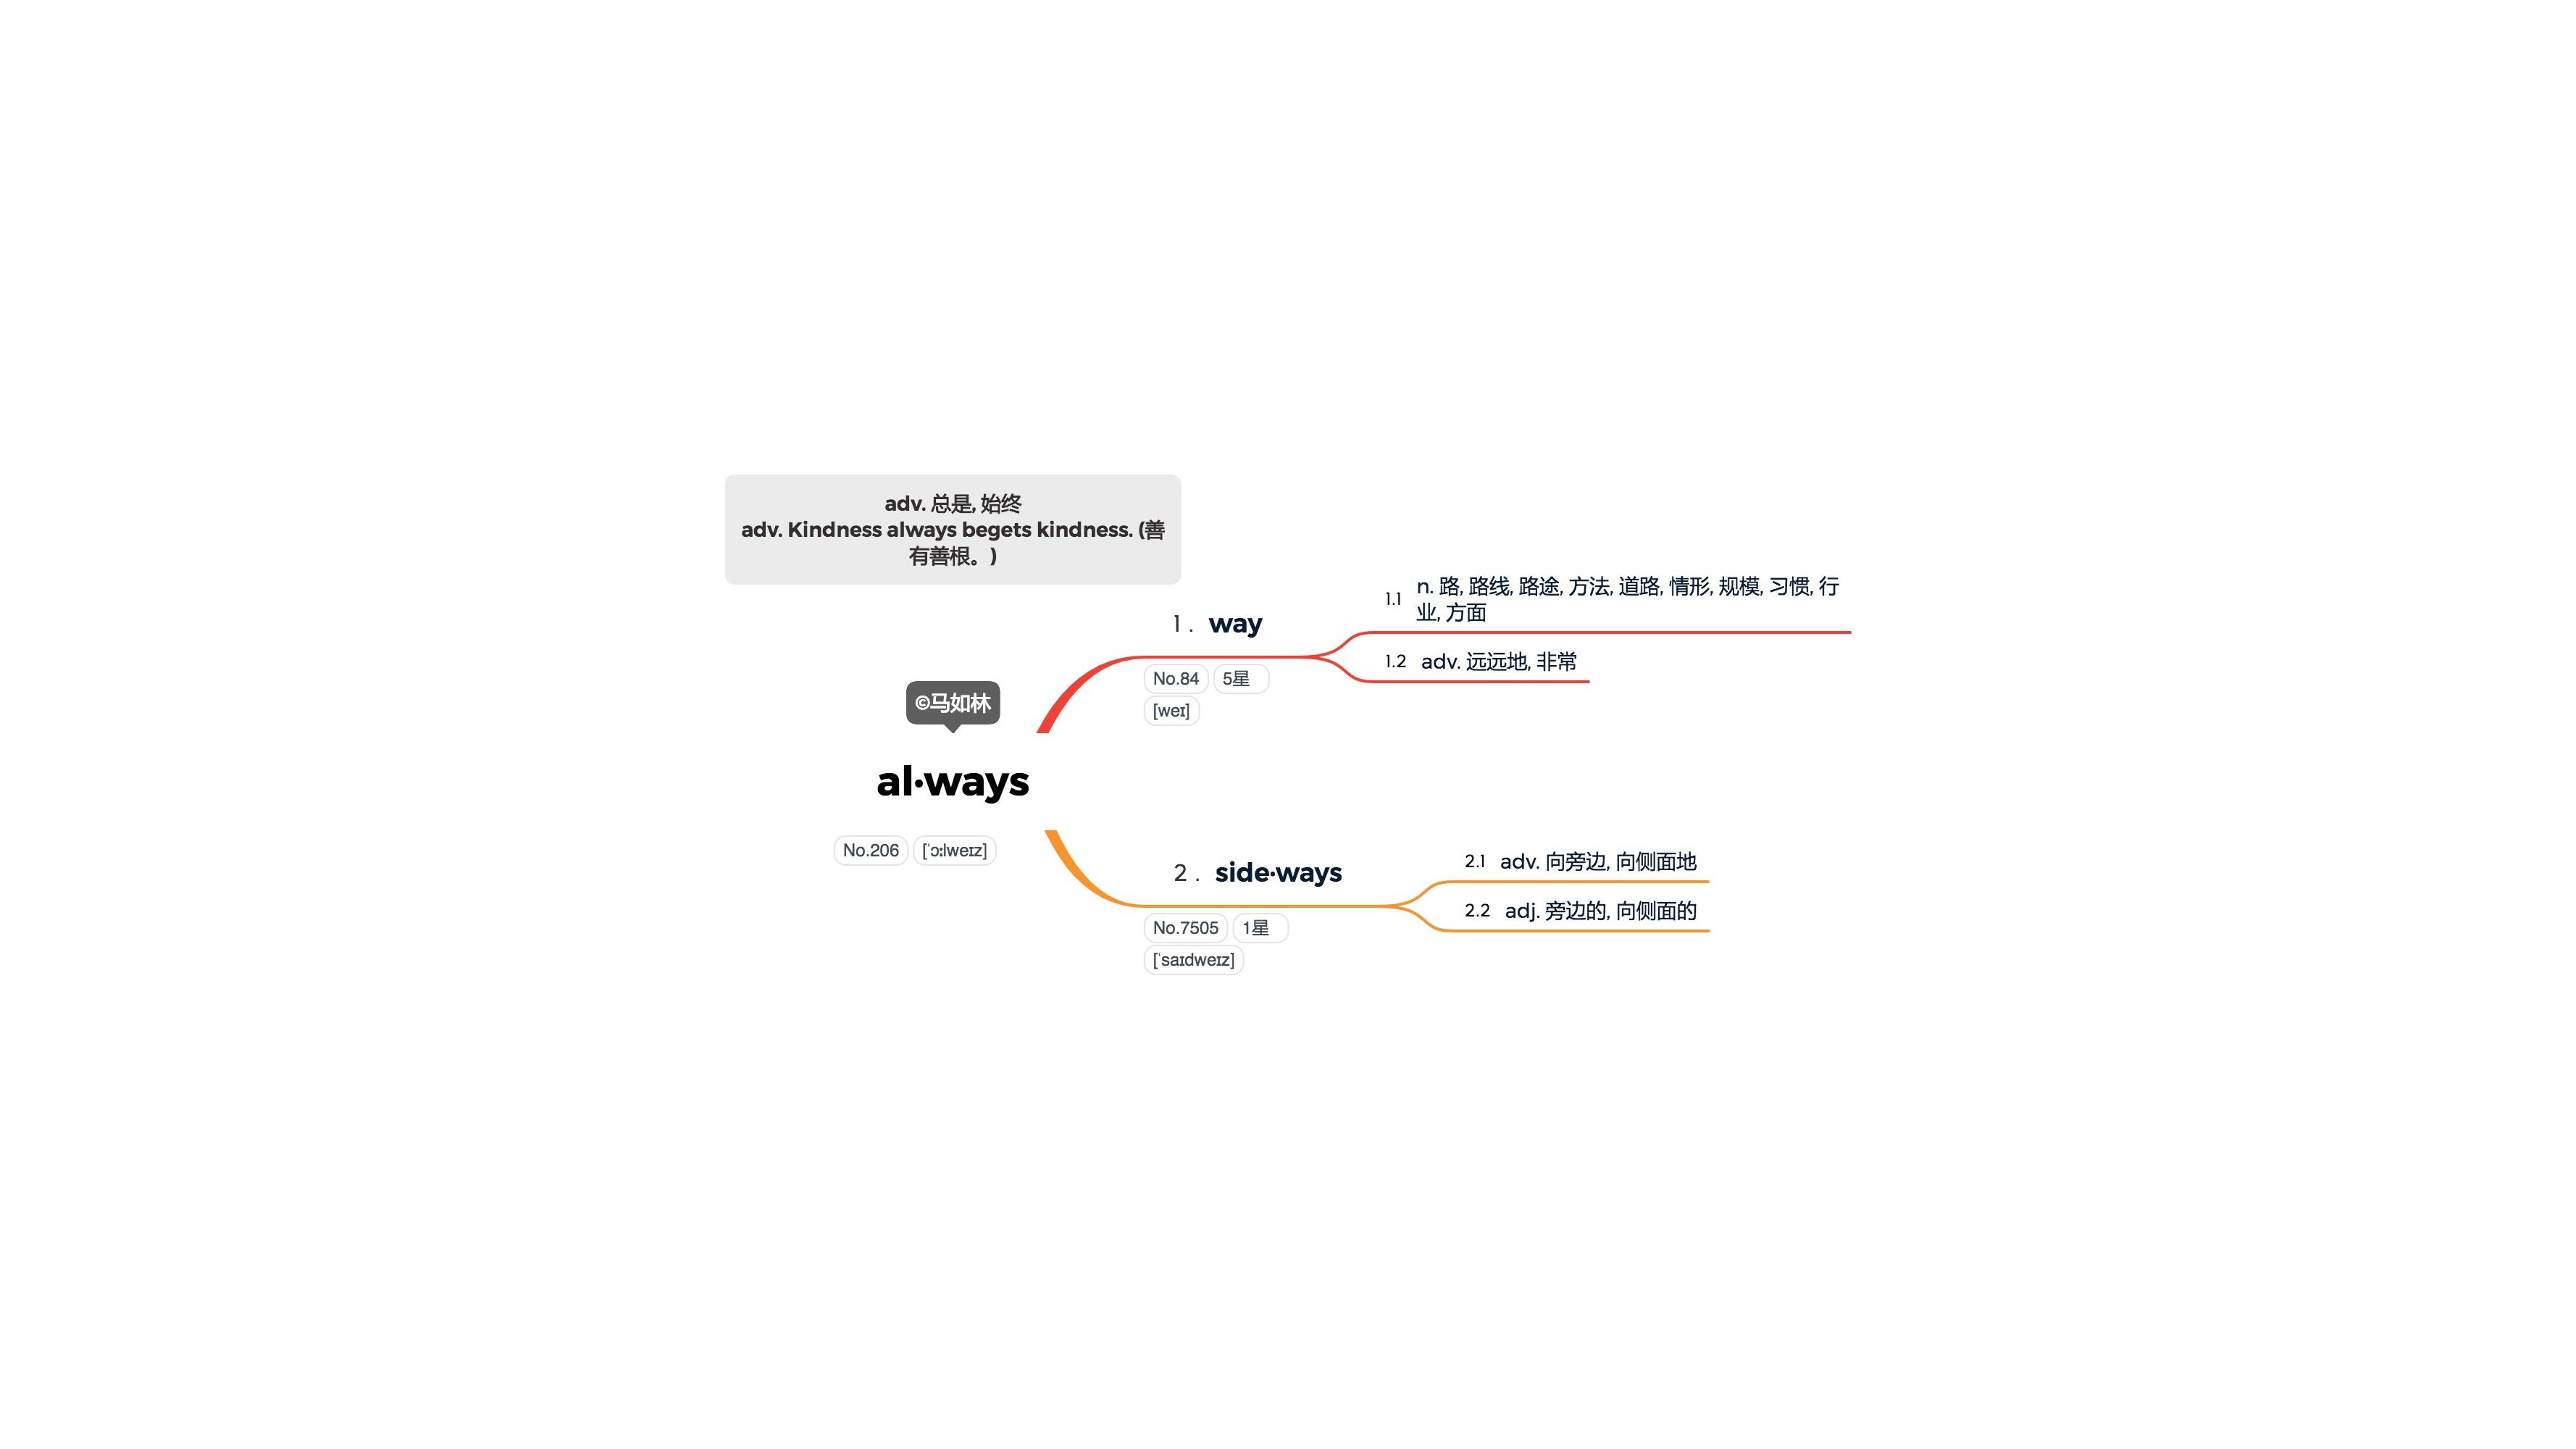 adv. 总是, 始终
adv. Kindness always begets kindness. (善
有善根。)
©马如林
al·ways
No.206 [ˈɔːlweɪz]
1. way
No.84 5星
[weɪ]
1.1 n. 路, 路线, 路途, 方法, 道路, 情形, 规模, 习惯, 行
业, 方面
1.2 adv. 远远地, 非常
2. side·ways
No.7505 1星
[ˈsaɪdweɪz]
2.1 adv. 向旁边, 向侧面地
2.2 adj. 旁边的, 向侧面的